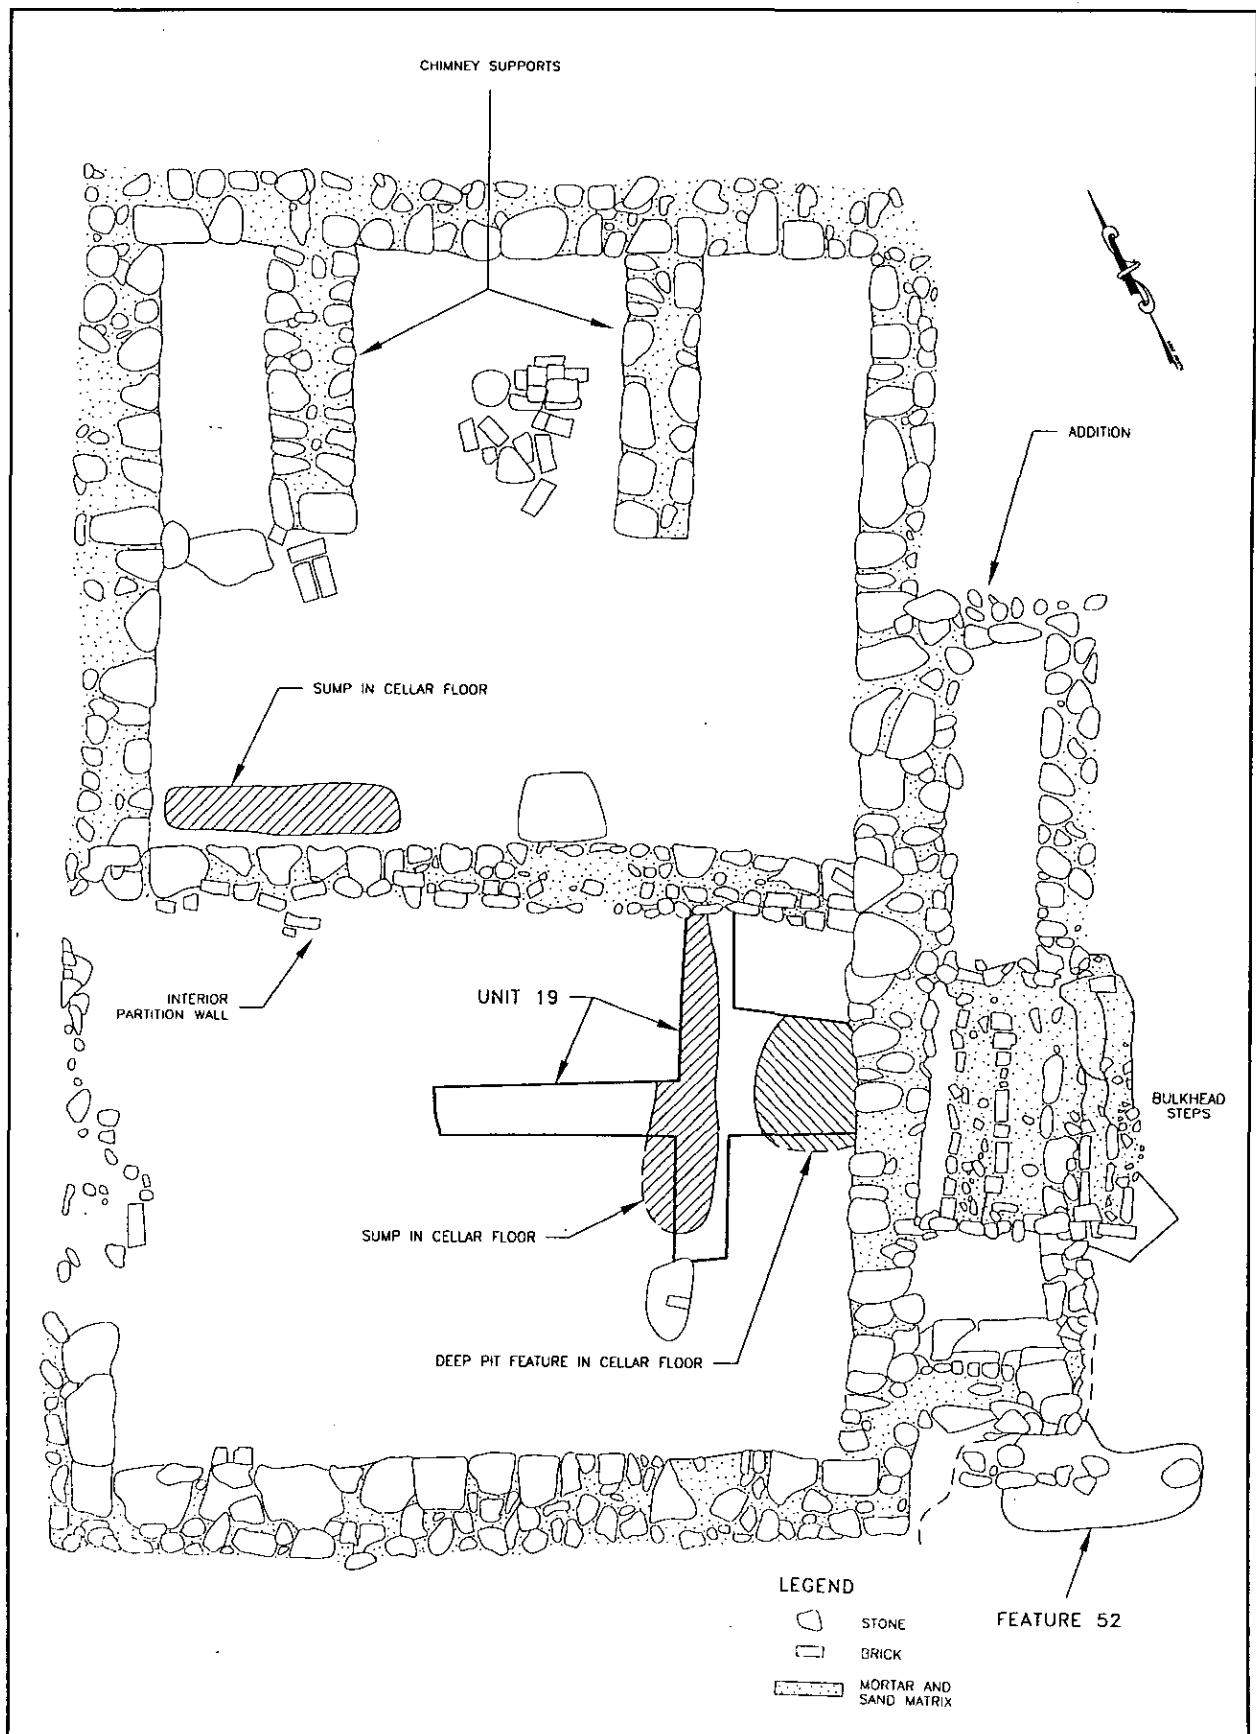 CHIMNEY SUPPORTS
ADDITION
SUMP IN CELLAR FLOOR
INTERIOR
PARTITION WALL
UNIT 19
BULKHEAD
STEPS
SUMP IN CELLAR FLOOR
DEEP PIT FEATURE IN CELLAR FLOOR
LEGEND
STONE
BRICK
MORTAR AND
SAND MATRIX
FEATURE 52